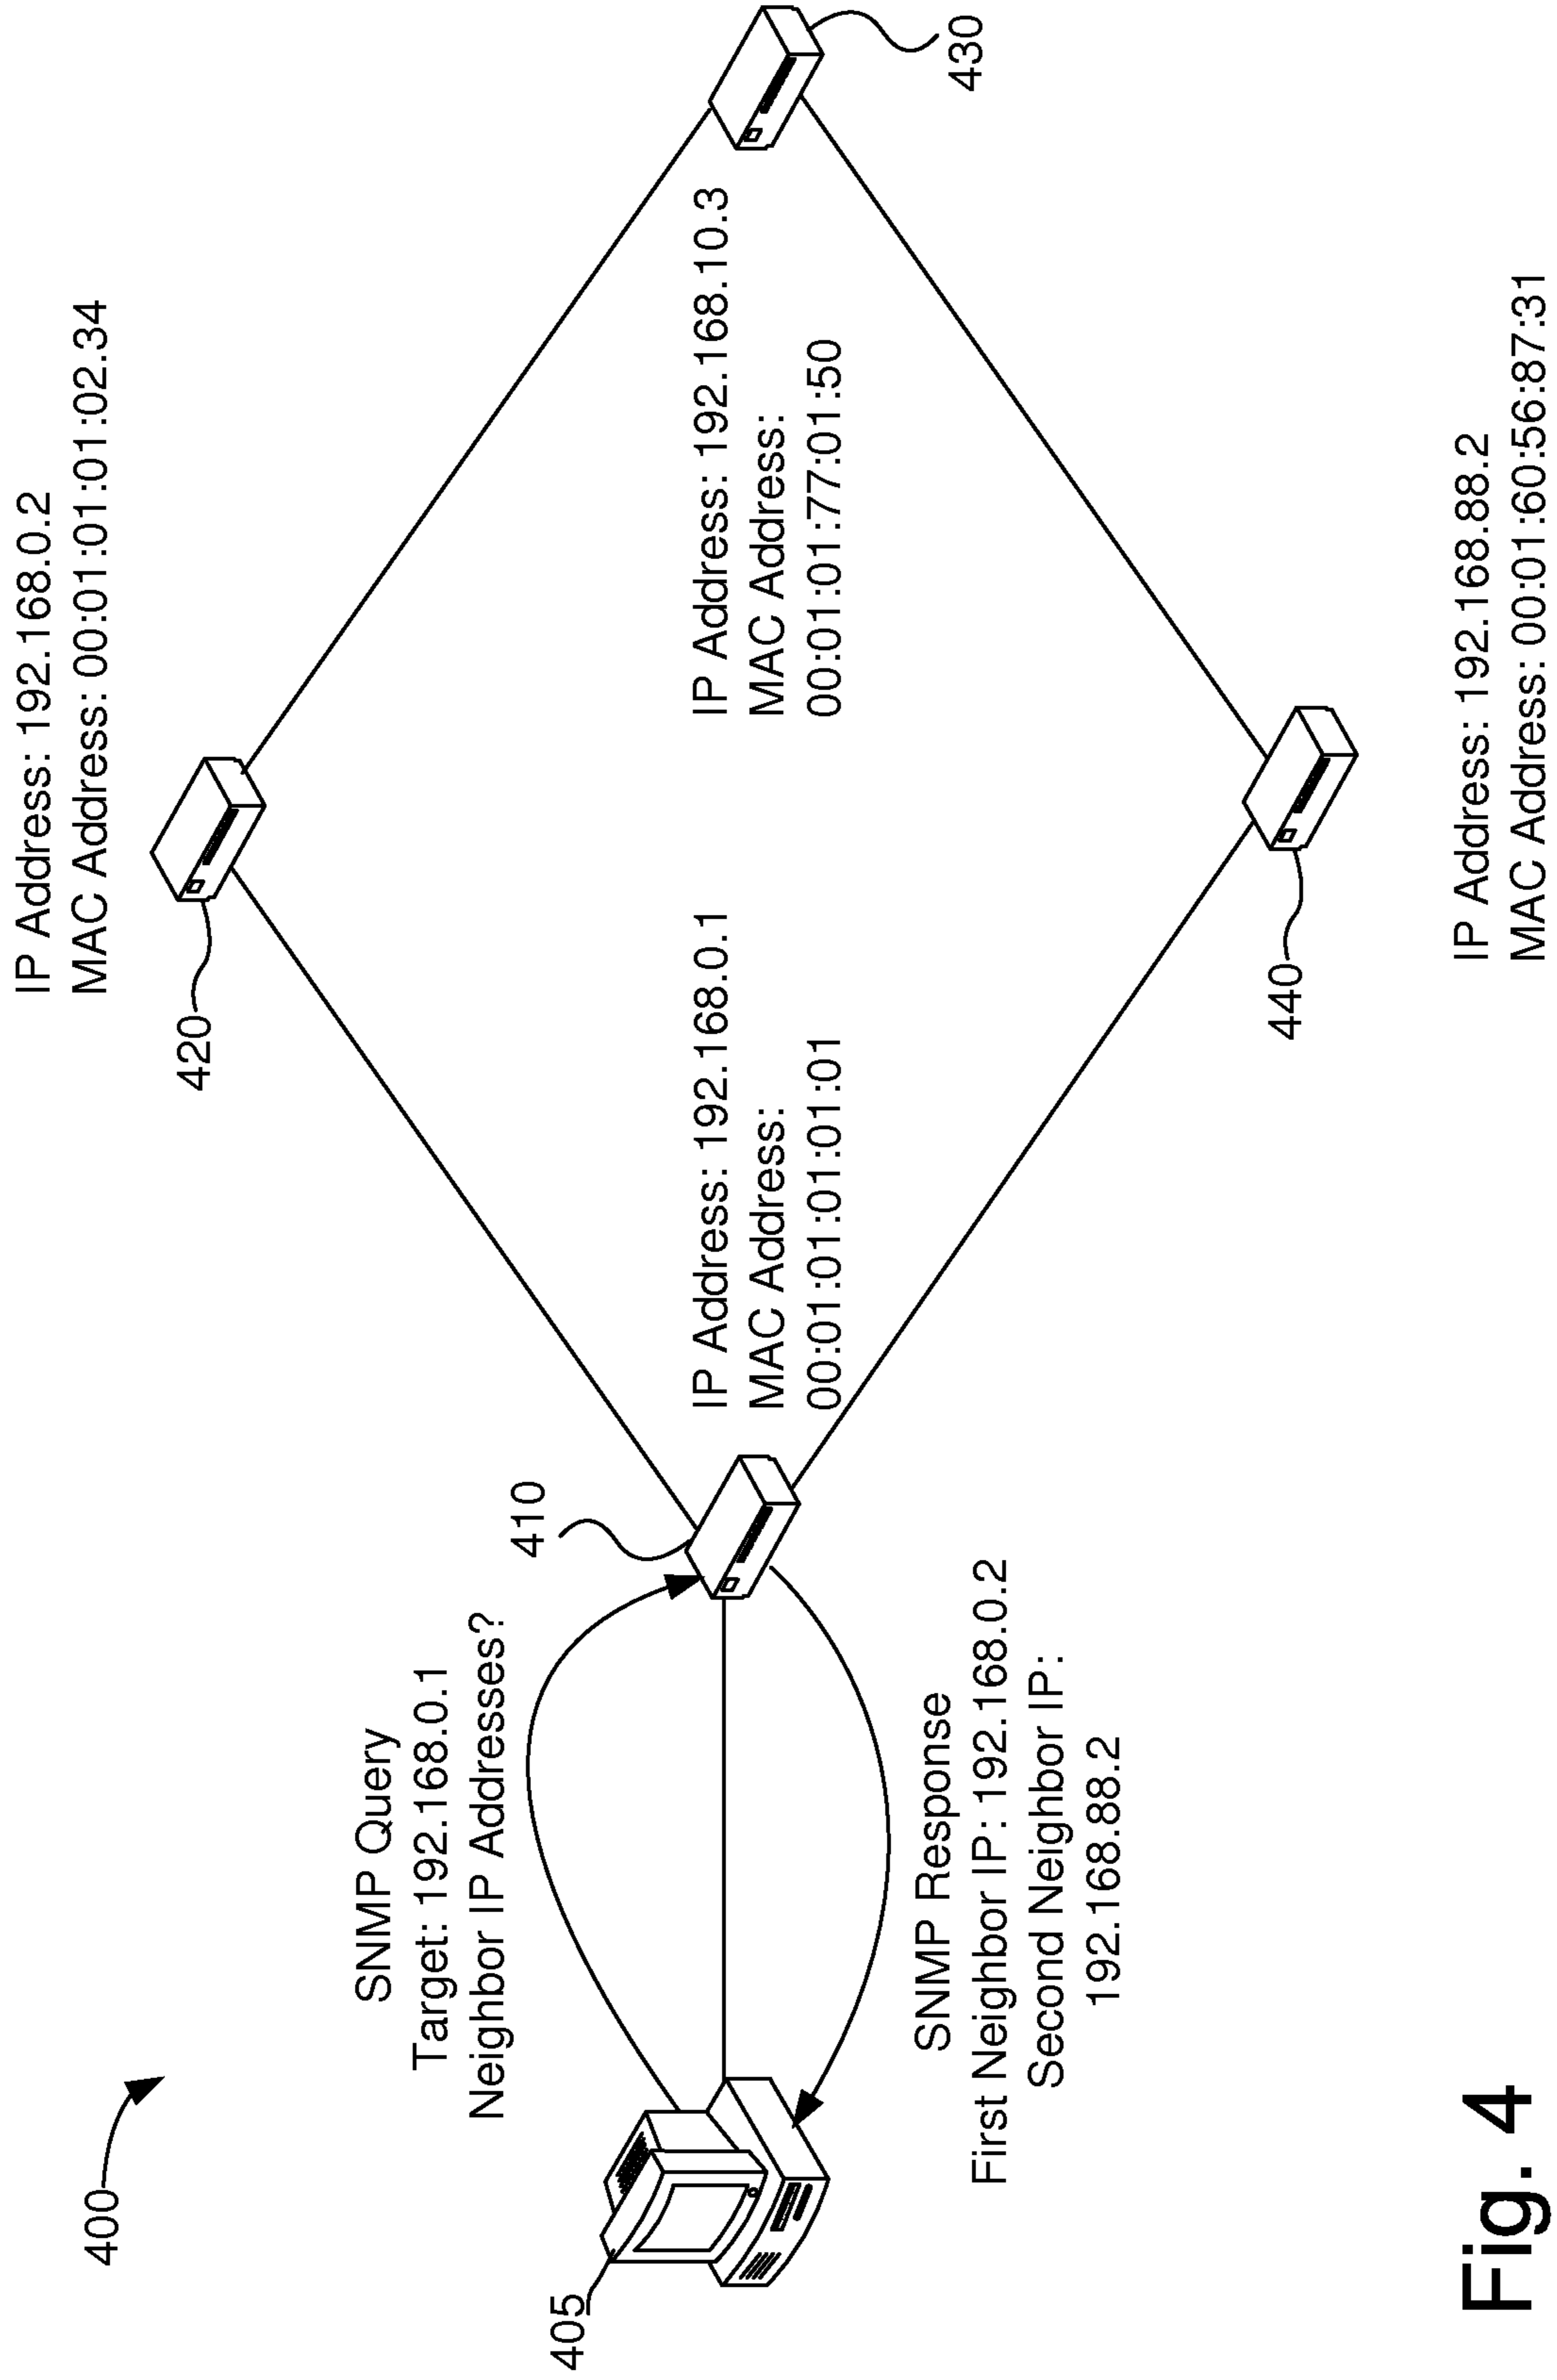 400
405
SNMP Query
Target: 192.168.0.1
Neighbor IP Addresses?
410
SNMP Response
First Neighbor IP: 192.168.0.2
Second Neighbor IP:
192.168.88.2
IP Address: 192.168.0.1
MAC Address:
00:01:01:01:01:01
IP Address: 192.168.0.2
MAC Address: 00:01:01:01:02.34
420
IP Address: 192.168.10.3
MAC Address:
00:01:01:77:01:50
430
440
IP Address: 192.168.88.2
MAC Address: 00:01:60:56:87:31
Fig. 4